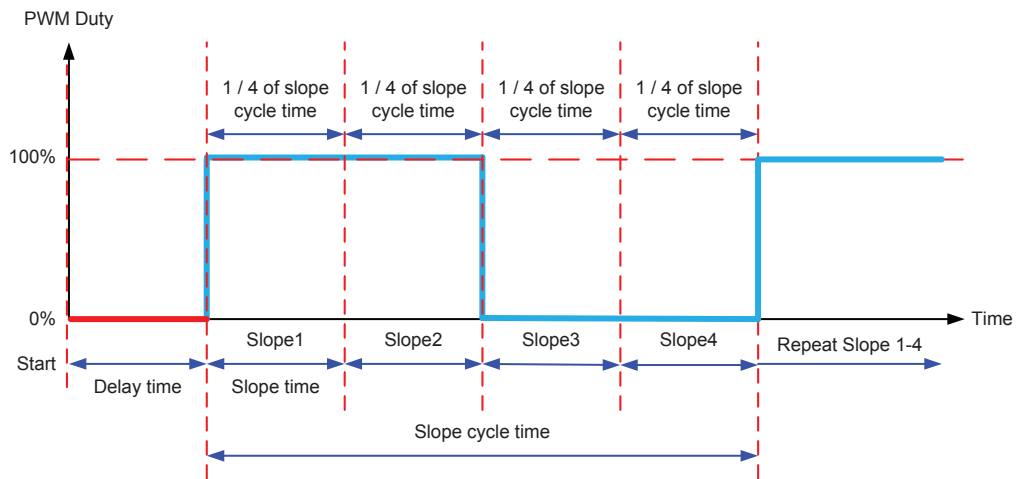 PWM Duty
1 / 4 of slope
cycle time
1 / 4 of slope
cycle time
1 / 4 of slope
cycle time
1 / 4 of slope
cycle time
100%
0%
Time
Slope1
Slope2
Slope3
Slope4
Repeat Slope 1-4
Start
Delay time
Slope time
Slope cycle time